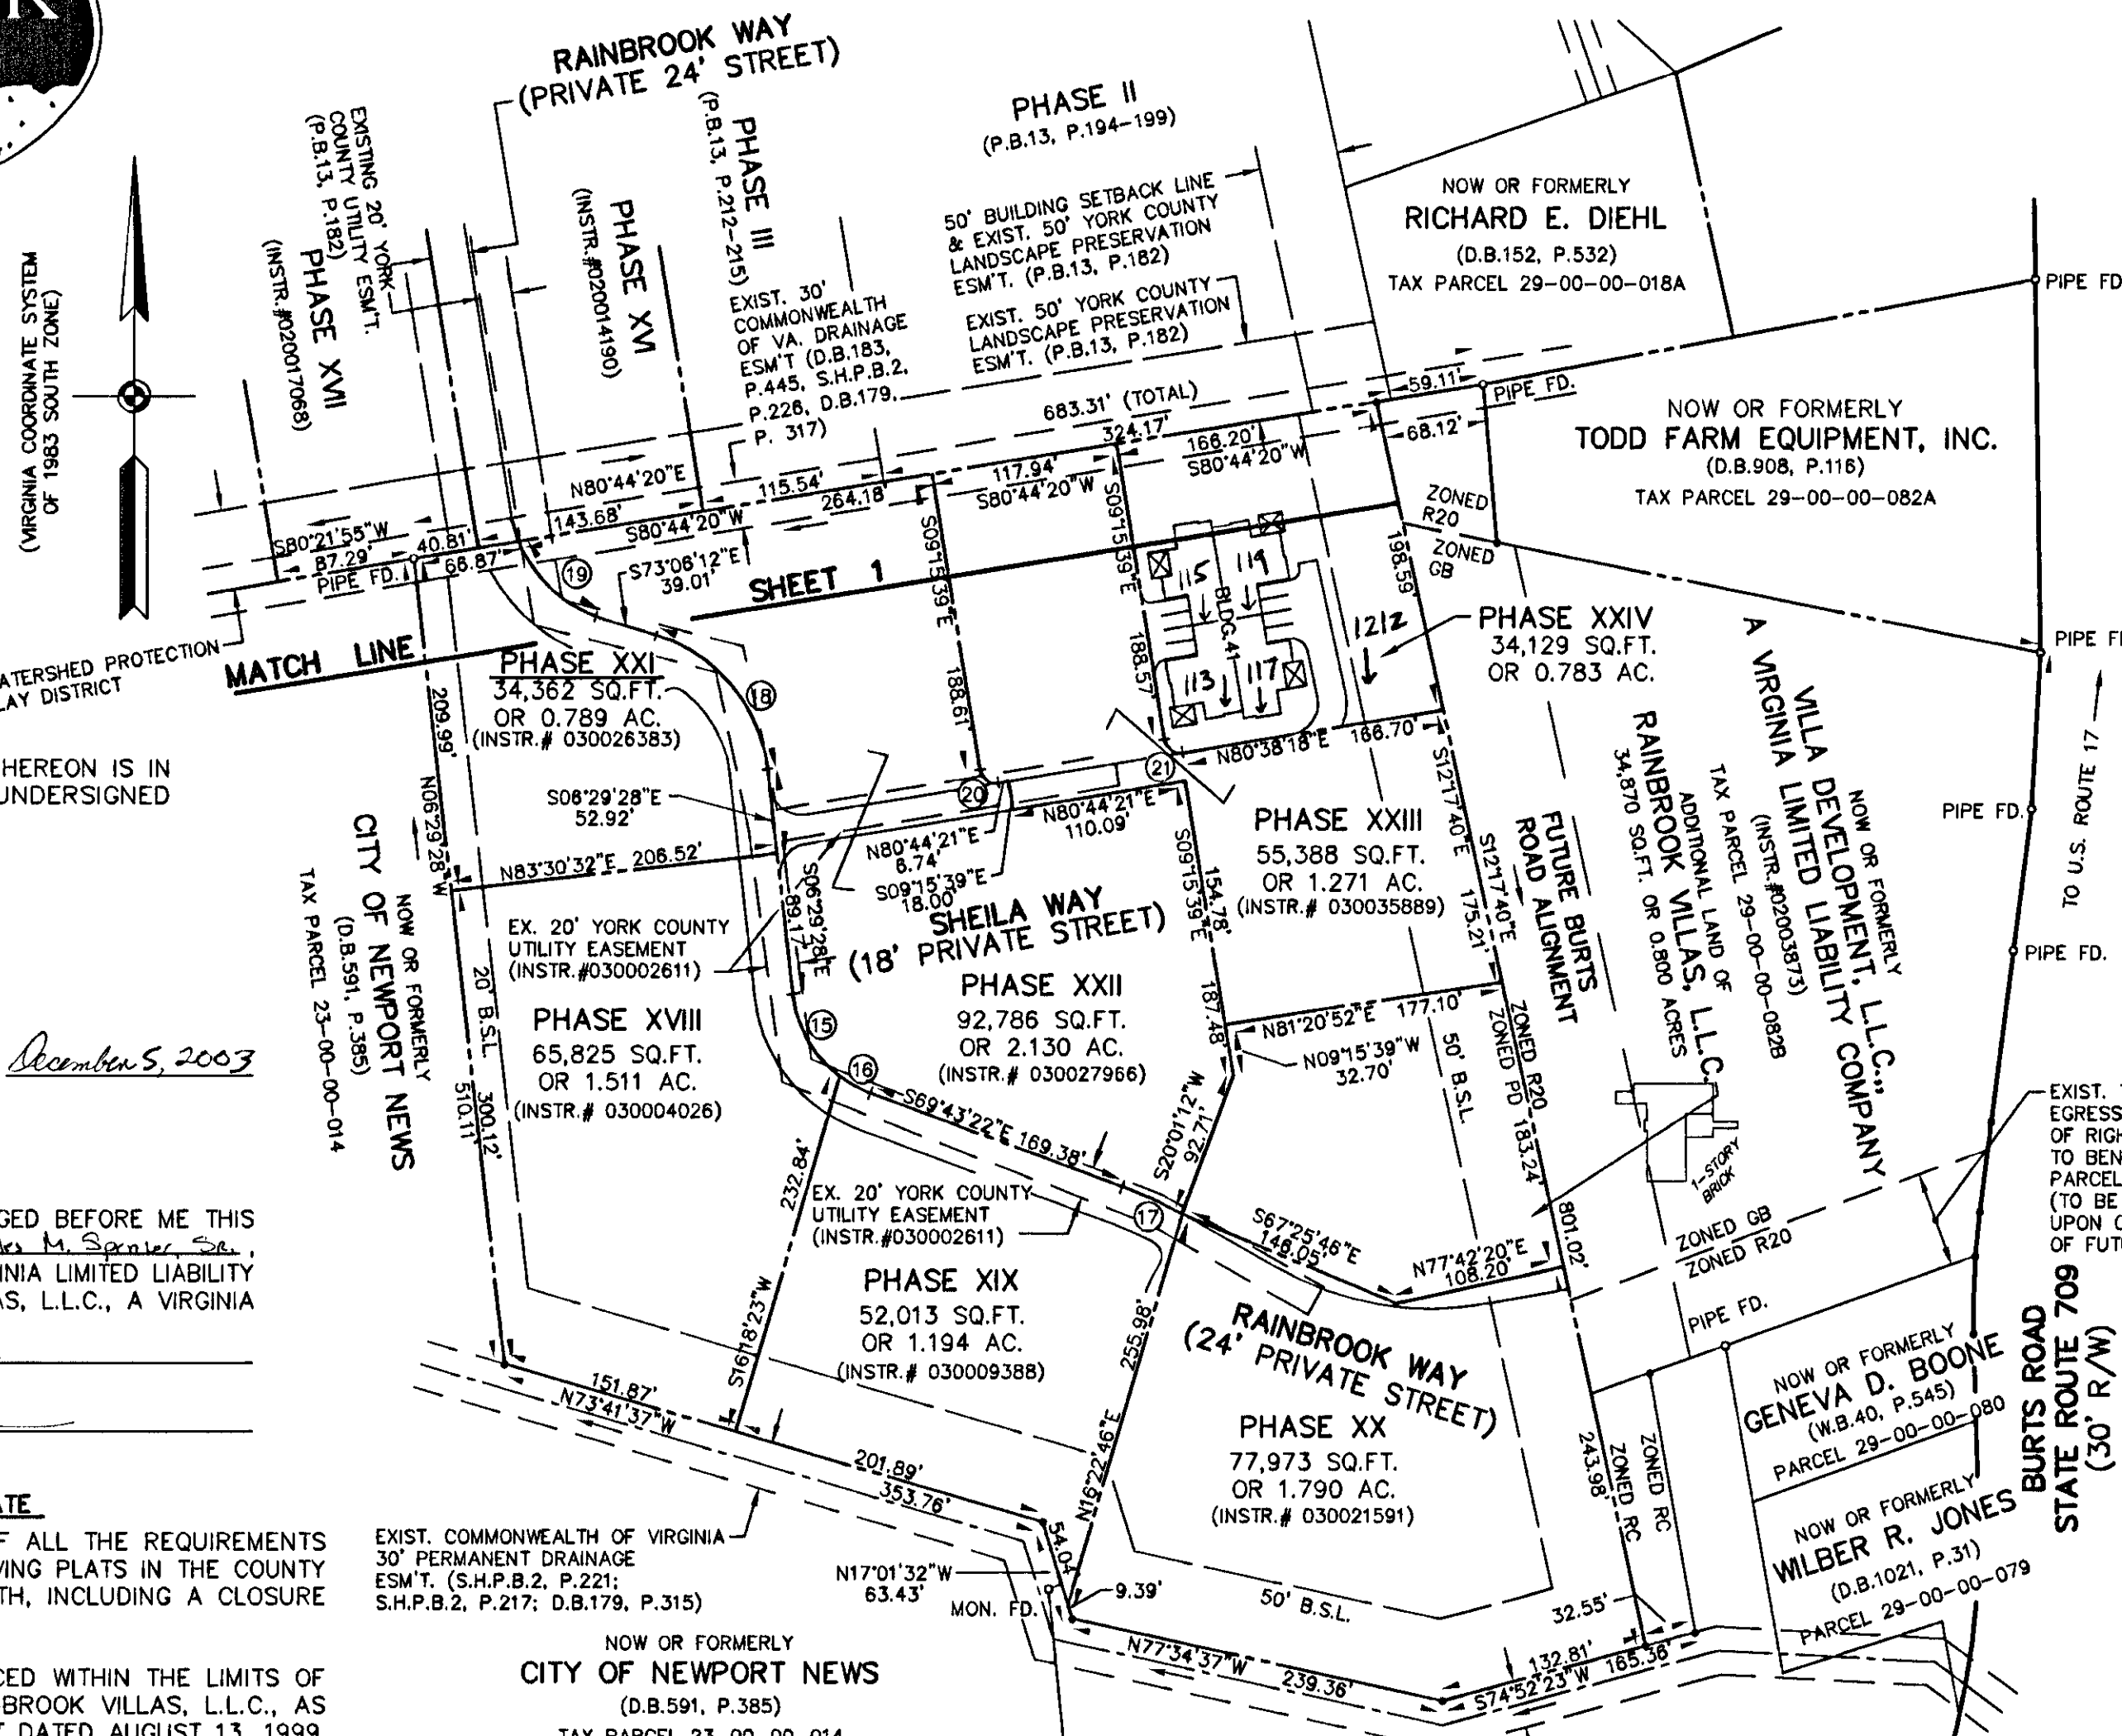 RAINBROOK WAY
(PRIVATE 24' STREET)
EXISTING 20' YORK
COUNTY UTILITY ESM'T.
(P.B.13, P.182)
PHASE XVII
(INSTR.#020017068)
PHASE XVI
(INSTR.#020014190)
PHASE III
(P.B.13, P.212-215)
PHASE II
(P.B.13, P.194-199)
50' BUILDING SETBACK LINE
& EXIST. 50' YORK COUNTY
LANDSCAPE PRESERVATION
ESM'T. (P.B.13, P.182)
EXIST. 50' YORK COUNTY
LANDSCAPE PRESERVATION
ESM'T. (P.B.13, P.182)
EXIST. 30'
COMMONWEALTH
OF VA. DRAINAGE
ESM'T (D.B.183,
P.445, S.H.P.B.2,
P.226, D.B.179,
P. 317)
NOW OR FORMERLY
RICHARD E. DIEHL
(D.B.152, P.532)
TAX PARCEL 29-00-00-018A
PIPE FD
NOW OR FORMERLY
TODD FARM EQUIPMENT, INC.
(D.B.908, P.116)
TAX PARCEL 29-00-00-082A
(VIRGINIA COORDNATE SYSTEM
OF 1983 SOUTH ZONE)
683.31' (TOTAL)
324.17'
59.11'
PIPE FD.
68.12'
166.20'
S80°44'20"W
117.94'
S80°44'20"W
N80°44'20"E
115.54'
264.18'
143.68'
S80°44'20"W
S80°21'55"W
87.29'
40.81'
66.87'
PIPE FD.
19
S73°06'12"E
39.01'
SHEET 1
MATCH LINE
ATERSHED PROTECTION
LAY DISTRICT
S09°15'39"E
188.61'
S09°15'39"E
188.57'
115
119
BLDG.41
113
117
1212
198.59'
ZONED
R20
ZONED
GB
PHASE XXIV
34,129 SQ.FT.
OR 0.783 AC.
PIPE F
PHASE XXI
34,362 SQ.FT.
OR 0.789 AC.
(INSTR.# 030026383)
18
209.99'
N06°29'28"W
HEREON IS IN
UNDERSIGNED
S06°29'28"E
52.92'
N83°30'32"E 206.52'
20
21
N80°38'18"E 166.70'
N80°44'21"E
110.09'
N80°44'21"E
6.74'
S09°15'39"E
18.00'
S06°29'28"E
89.17'
SHEILA WAY
(18' PRIVATE STREET)
PHASE XXIII
55,388 SQ.FT.
OR 1.271 AC.
(INSTR.# 030035889)
S09°15'39"E
154.78'
187.48'
S12°17'40"E
S12°17'40"E
175.21'
FUTURE BURTS
ROAD ALIGNMENT
34,870 SQ.FT. OR 0.800 ACRES
RAINBROOK VILLAS, L.L.C.
ADDITIONAL LAND OF
TAX PARCEL 29-00-00-082B
(INSTR.#020003873)
A VIRGINIA LIMITED LIABILITY COMPANY
VILLA DEVELOPMENT, L.L.C.,
NOW OR FORMERLY
PIPE FD.
TO U.S. ROUTE 17
PIPE FD.
NOW OR FORMERLY
CITY OF NEWPORT NEWS
(D.B.591, P.385)
TAX PARCEL 23-00-00-014
EX. 20' YORK COUNTY
UTILITY EASEMENT
(INSTR.#030002611)
20' B.S.L.
300.12'
510.11'
PHASE XVIII
65,825 SQ.FT.
OR 1.511 AC.
(INSTR.# 030004026)
PHASE XXII
92,786 SQ.FT.
OR 2.130 AC.
(INSTR.# 030027966)
15
16
N81°20'52"E 177.10'
N09°15'39"W
32.70'
50' B.S.L.
ZONED R20
ZONED PD
183.24'
801.02'
December 5, 2003
S69°43'22"E 169.38'
S20°01'12"W
92.71'
1-STORY
BRICK
EXIST.
EGRESS
OF RIGH
TO BEN
PARCEL
(TO BE
UPON C
OF FUT
232.84'
S16°18'23"W
EX. 20' YORK COUNTY
UTILITY EASEMENT
(INSTR.#030002611)
17
S67°25'46"E
146.05'
N77°42'20"E
108.20'
ZONED GB
ZONED R20
GED BEFORE ME THIS
les M. Spenler, Sr.,
INIA LIMITED LIABILITY
AS, L.L.C., A VIRGINIA
PHASE XIX
52,013 SQ.FT.
OR 1.194 AC.
(INSTR.# 030009388)
255.98'
N16°22'46"E
RAINBROOK WAY
(24' PRIVATE STREET)
PIPE FD.
NOW OR FORMERLY
GENEVA D. BOONE
(W.B.40, P.545)
PARCEL 29-00-00-080
BURTS ROAD
STATE ROUTE 709
(30' R/W)
151.87'
N73°41'37"W
201.89'
353.76'
PHASE XX
77,973 SQ.FT.
OR 1.790 AC.
(INSTR.# 030021591)
243.98'
ZONED RC
ZONED RC
NOW OR FORMERLY
WILBER R. JONES
(D.B.1021, P.31)
PARCEL 29-00-00-079
ATE
F ALL THE REQUIREMENTS
VING PLATS IN THE COUNTY
TH, INCLUDING A CLOSURE
EXIST. COMMONWEALTH OF VIRGINIA
30' PERMANENT DRAINAGE
ESM'T. (S.H.P.B.2, P.221;
S.H.P.B.2, P.217; D.B.179, P.315)
54.04'
N17°01'32"W
63.43'
MON. FD.
9.39'
50' B.S.L.
32.55'
N77°34'37"W
239.36'
132.81'
S74°52'23"W
165.36'
NOW OR FORMERLY
CITY OF NEWPORT NEWS
(D.B.591, P.385)
TAX PARCEL 23-00-00-014
CED WITHIN THE LIMITS OF
BROOK VILLAS, L.L.C., AS
T DATED AUGUST 13, 1999